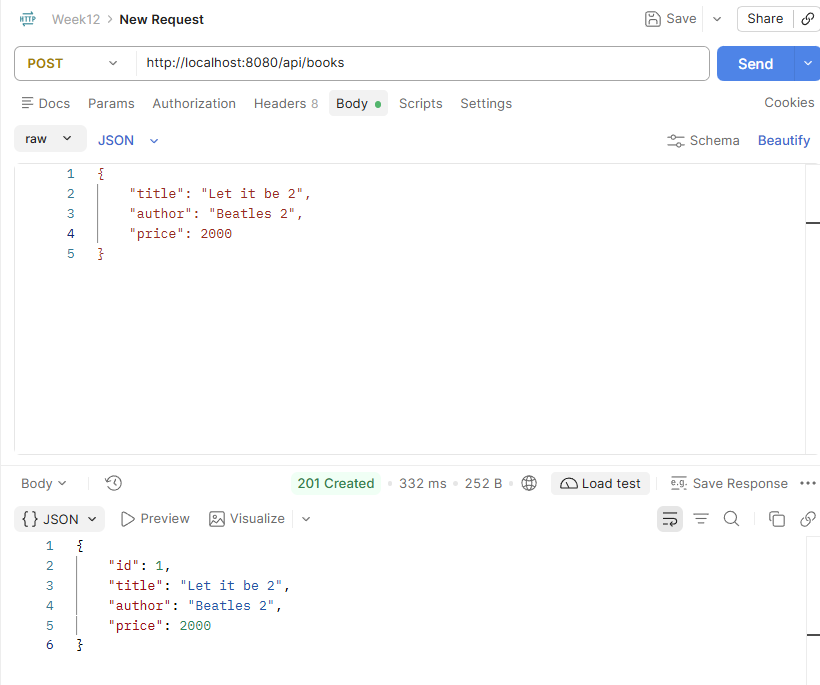 HTTP Week12 > New Request Save Share
POST http://localhost:8080/api/books Send
Docs Params Authorization Headers 8 Body Scripts Settings Cookies
raw JSON Schema Beautify
1 {
2 "title": "Let it be 2",
3 "author": "Beatles 2",
4 "price": 2000
5 }
Body 201 Created 332 ms 252 B Load test e.g. Save Response
{} JSON Preview Visualize
1 {
2 "id": 1,
3 "title": "Let it be 2",
4 "author": "Beatles 2",
5 "price": 2000
6 }